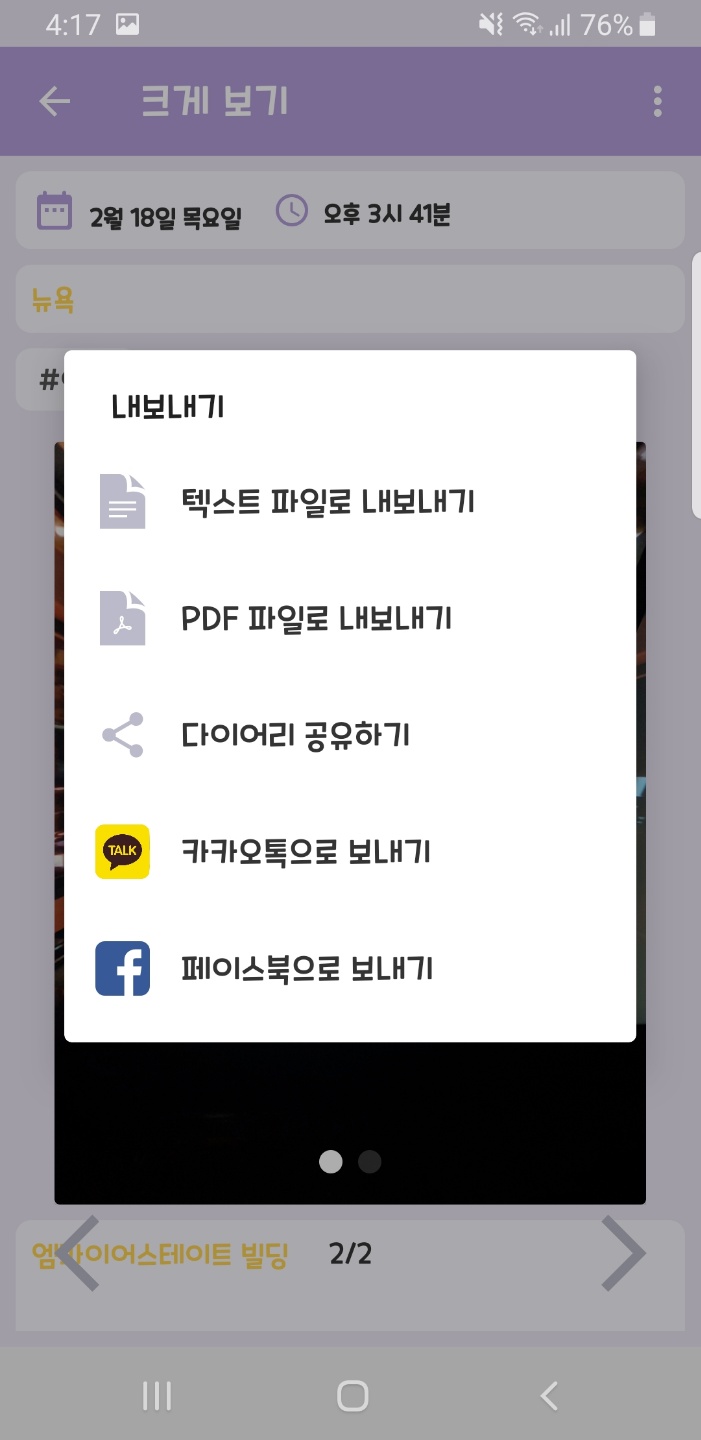 4:17 76%
크게 보기
2월 18일 목요일 오후 3시 41분
뉴욕
#
내보내기
텍스트 파일로 내보내기
PDF 파일로 내보내기
다이어리 공유하기
TALK 카카오톡으로 보내기
페이스북으로 보내기
엠파이어스테이트 빌딩 2/2